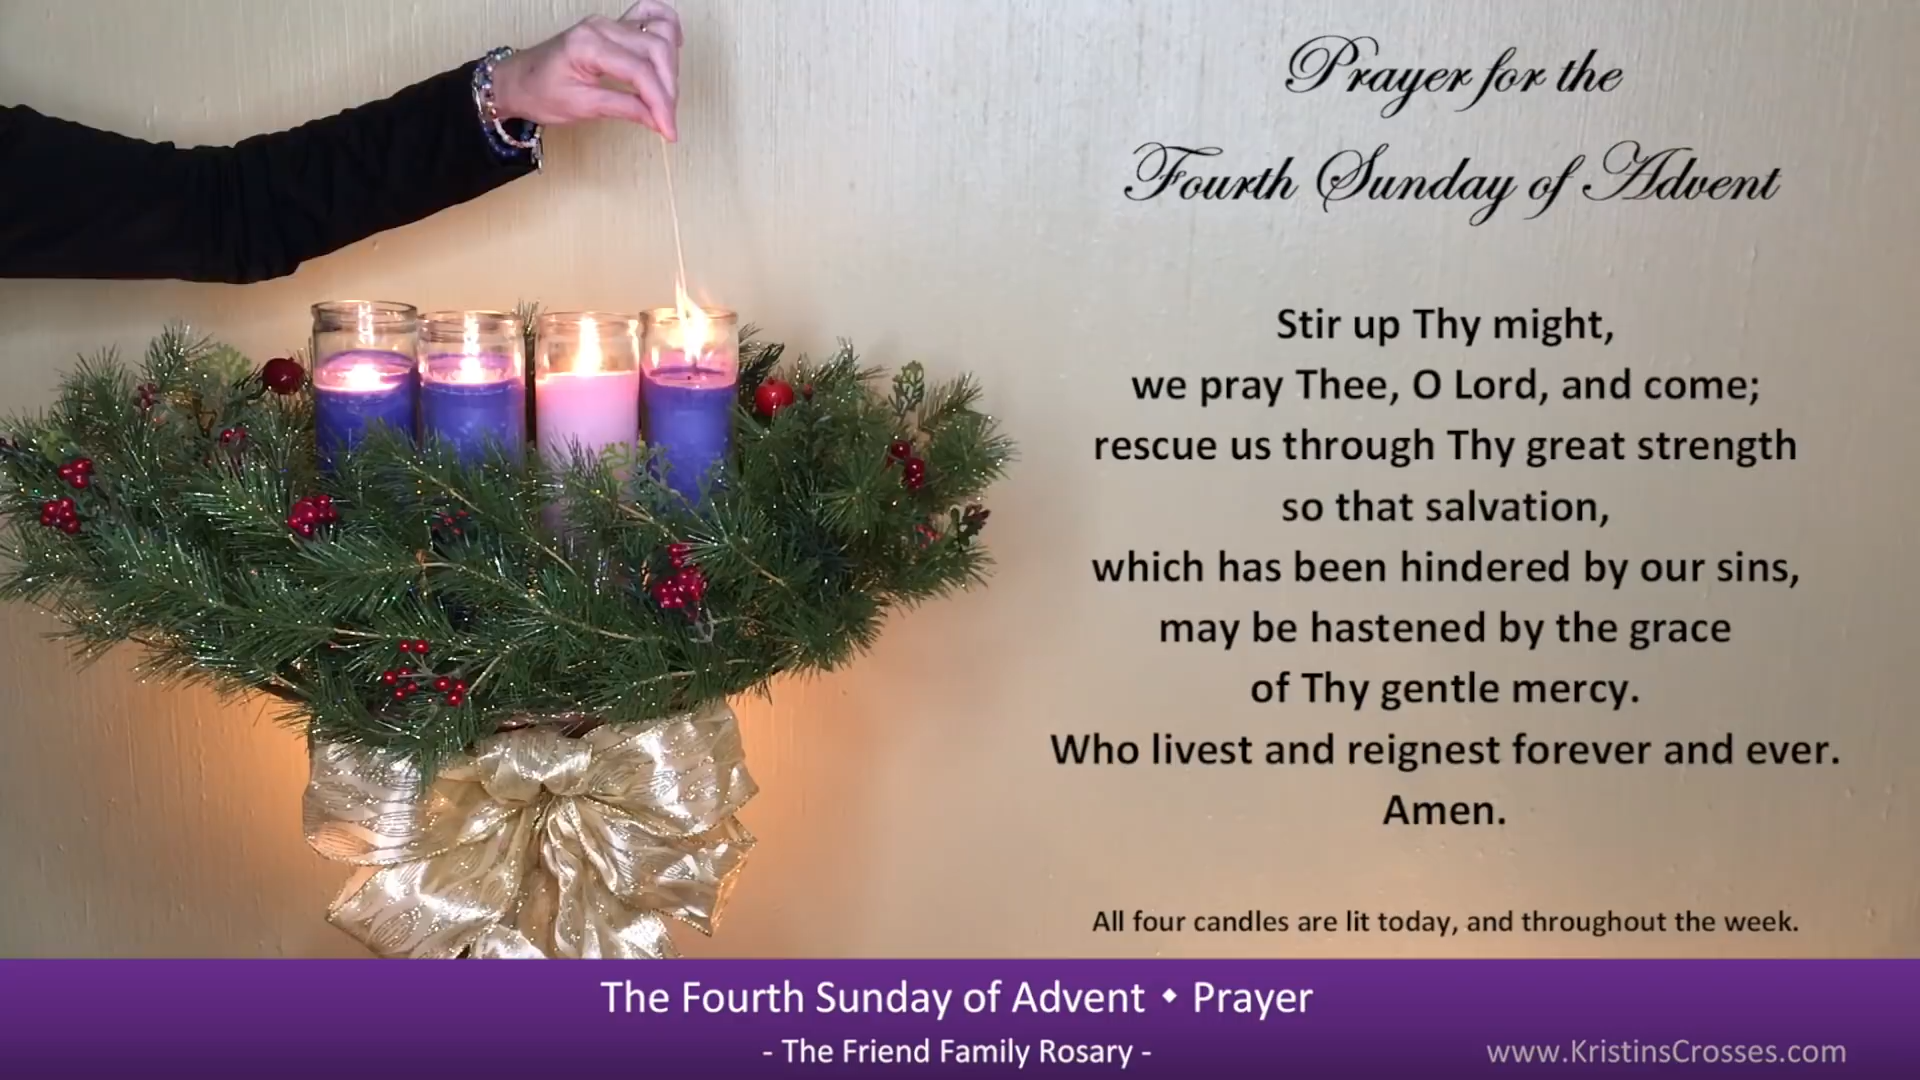 Prayer for the
Fourth Sunday of Advent
Stir up Thy might,
we pray Thee, O Lord, and come;
rescue us through Thy great strength
so that salvation,
which has been hindered by our sins,
may be hastened by the grace
of Thy gentle mercy.
Who livest and reignest forever and ever.
Amen.
All four candles are lit today, and throughout the week.
The Fourth Sunday of Advent • Prayer
- The Friend Family Rosary -
www.KristinsCrosses.com